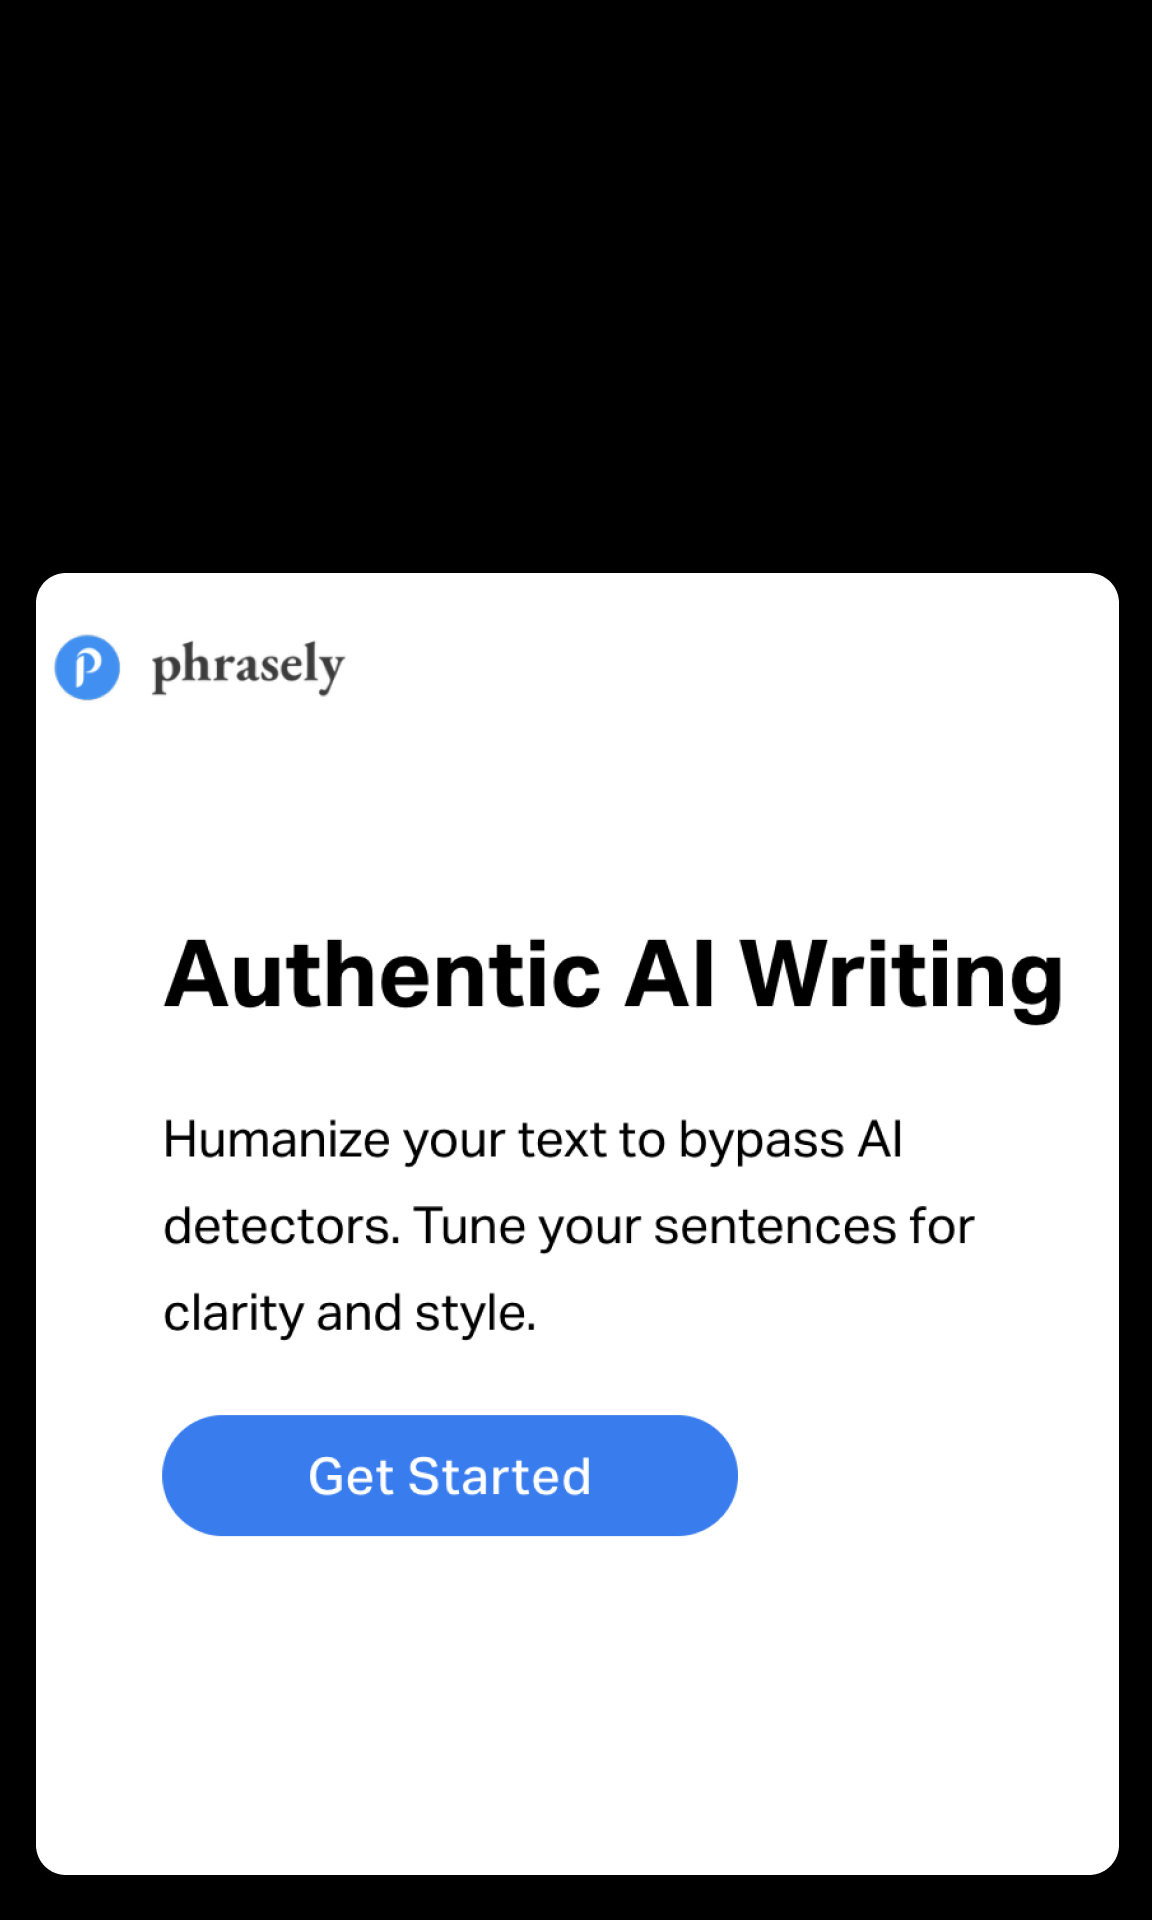 phrasely
Authentic AI Writing
Humanize your text to bypass AI
detectors. Tune your sentences for
clarity and style.
Get Started